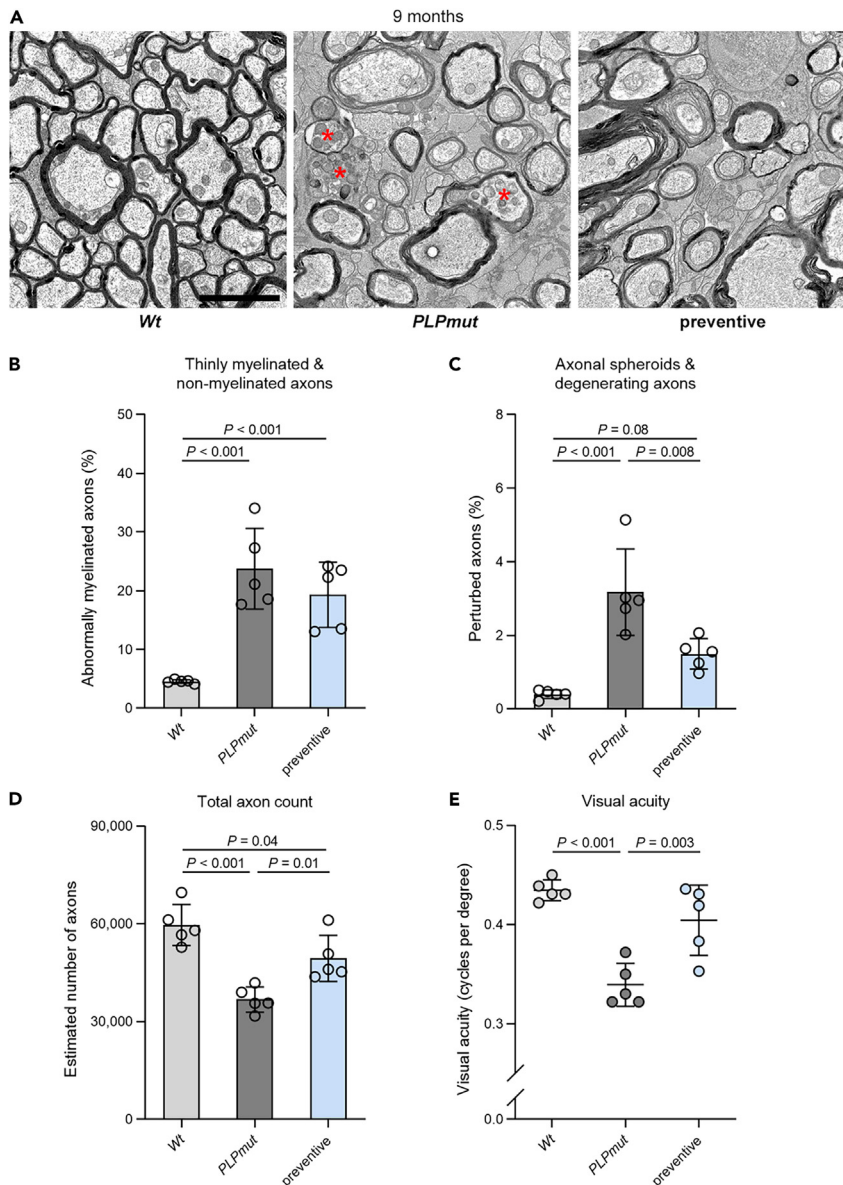 A
9 months
*
*
*
Wt
PLPmut
preventive
B
Thinly myelinated &
non-myelinated axons
Abnormally myelinated axons (%)
50
40
30
20
10
0
P < 0.001
P < 0.001
Wt
PLPmut
preventive
C
Axonal spheroids &
degenerating axons
Perturbed axons (%)
8
6
4
2
0
P = 0.08
P < 0.001
P = 0.008
Wt
PLPmut
preventive
D
Total axon count
Estimated number of axons
90,000
60,000
30,000
0
P = 0.04
P < 0.001
P = 0.01
Wt
PLPmut
preventive
E
Visual acuity
Visual acuity (cycles per degree)
0.5
0.4
0.3
0.0
P < 0.001
P = 0.003
Wt
PLPmut
preventive